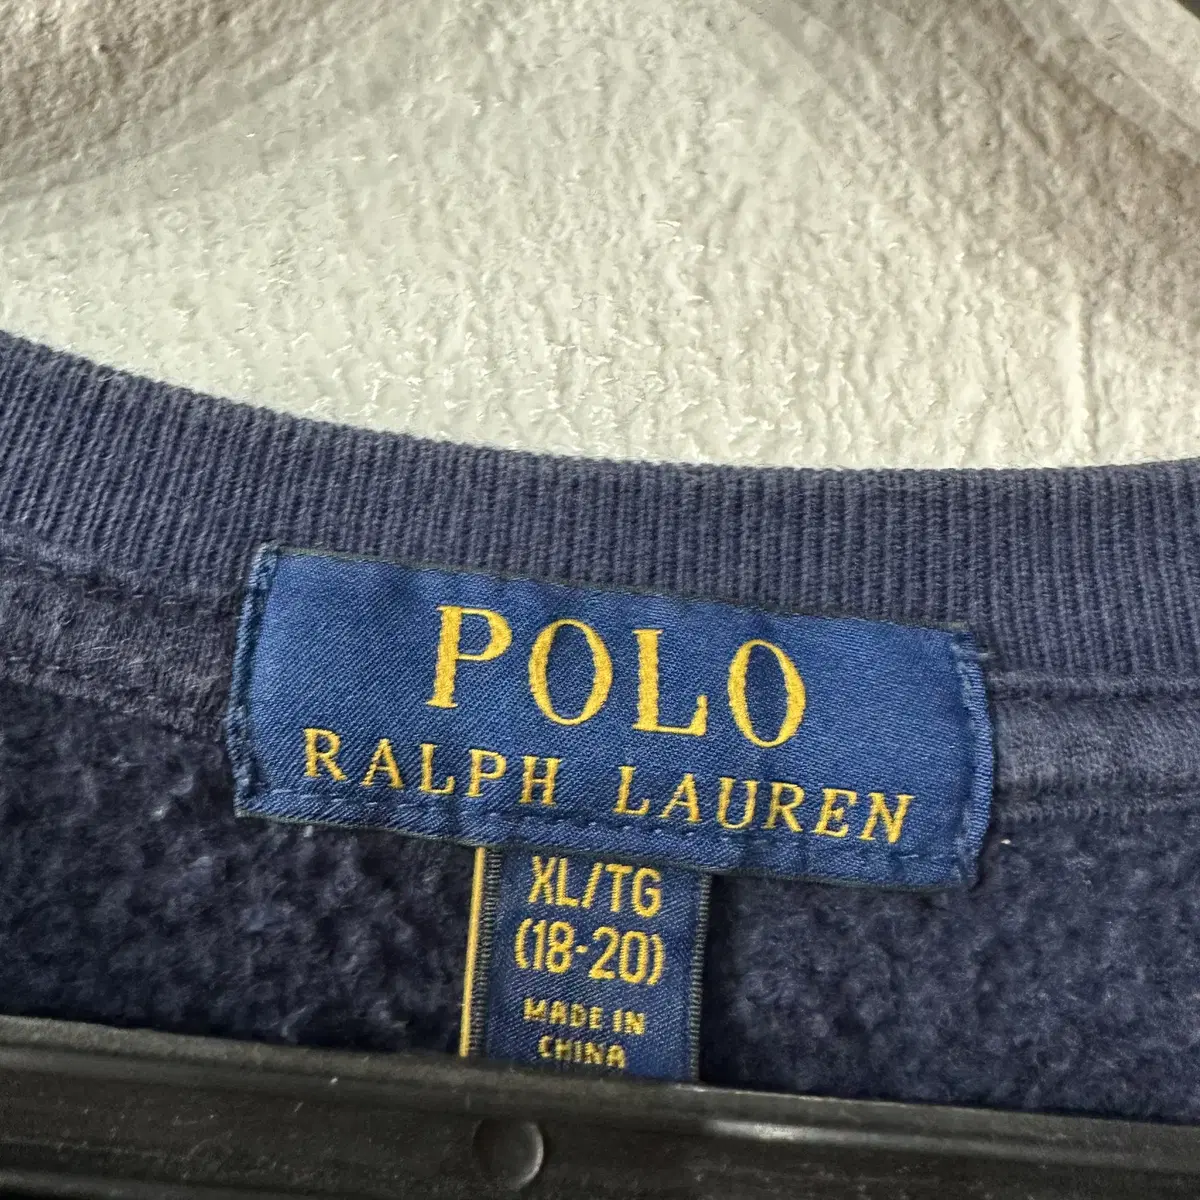 POLO
RALPH LAUREN
XL/TG
(18-20)
MADE IN
CHINA